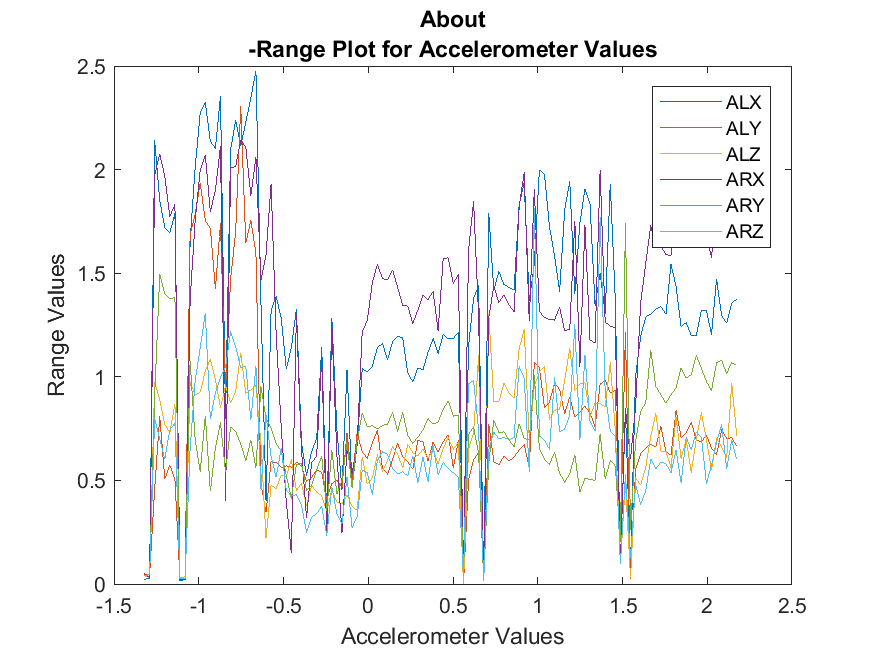 About
-Range Plot for Accelerometer Values
2.5
2
1.5
1
0.5
0
-1.5
-1
-0.5
0
0.5
1
1.5
2
2.5
Range Values
Accelerometer Values
ALX
ALY
ALZ
ARX
ARY
ARZ